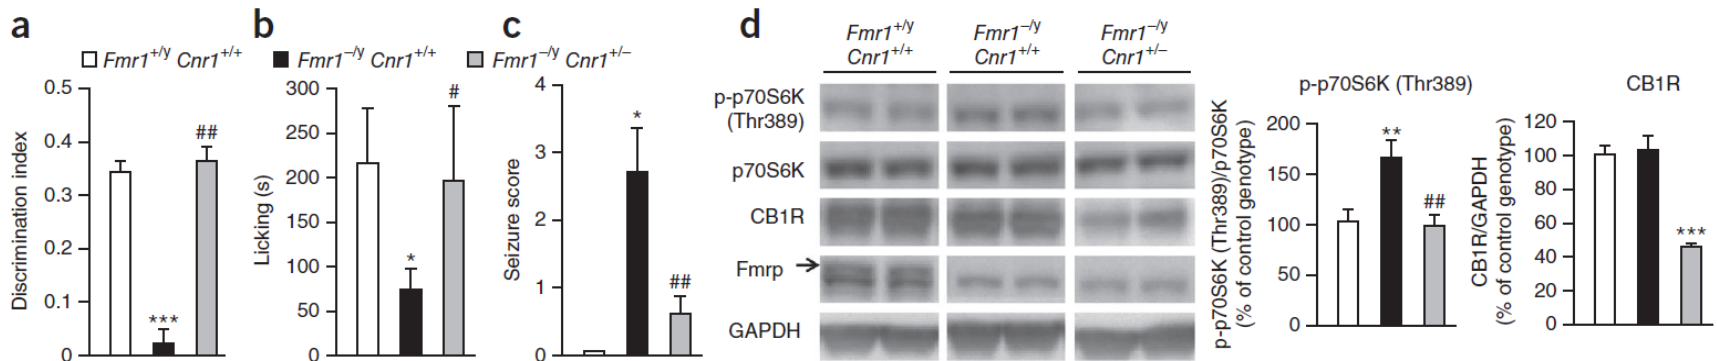 a
b
c
d
Fmr1+/y Cnr1+/+
Fmr1–/y Cnr1+/+
Fmr1–/y Cnr1+/–
Discrimination index
0.5
0.4
0.3
0.2
0.1
0
***
##
Licking (s)
300
250
200
150
100
50
0
*
#
Seizure score
4
3
2
1
0
*
##
Fmr1+/y
Cnr1+/+
Fmr1–/y
Cnr1+/+
Fmr1–/y
Cnr1+/–
p-p70S6K
(Thr389)
p70S6K
CB1R
Fmrp
GAPDH
p-p70S6K (Thr389)
p-p70S6K (Thr389)/p70S6K
(% of control genotype)
200
150
100
50
0
**
##
CB1R
CB1R/GAPDH
(% of control genotype)
120
100
80
60
40
20
0
***